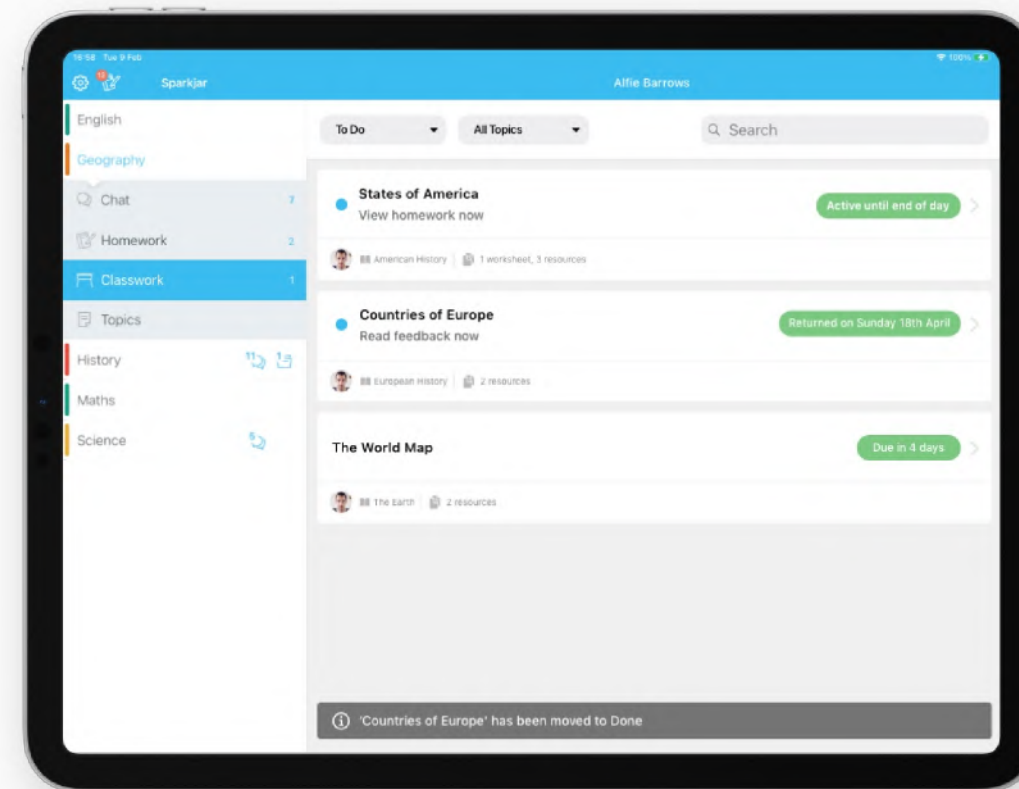 16:58 Tue 9 Feb
100%
13
Sparkjar
Alfie Barrows
English
Geography
Chat 7
Homework 2
Classwork 1
Topics
History 11 1
Maths
Science 5
To Do
All Topics
Search
States of America
View homework now
Active until end of day
American History
1 worksheet, 3 resources
Countries of Europe
Read feedback now
Returned on Sunday 18th April
European History
2 resources
The World Map
Due in 4 days
The Earth
2 resources
'Countries of Europe' has been moved to Done